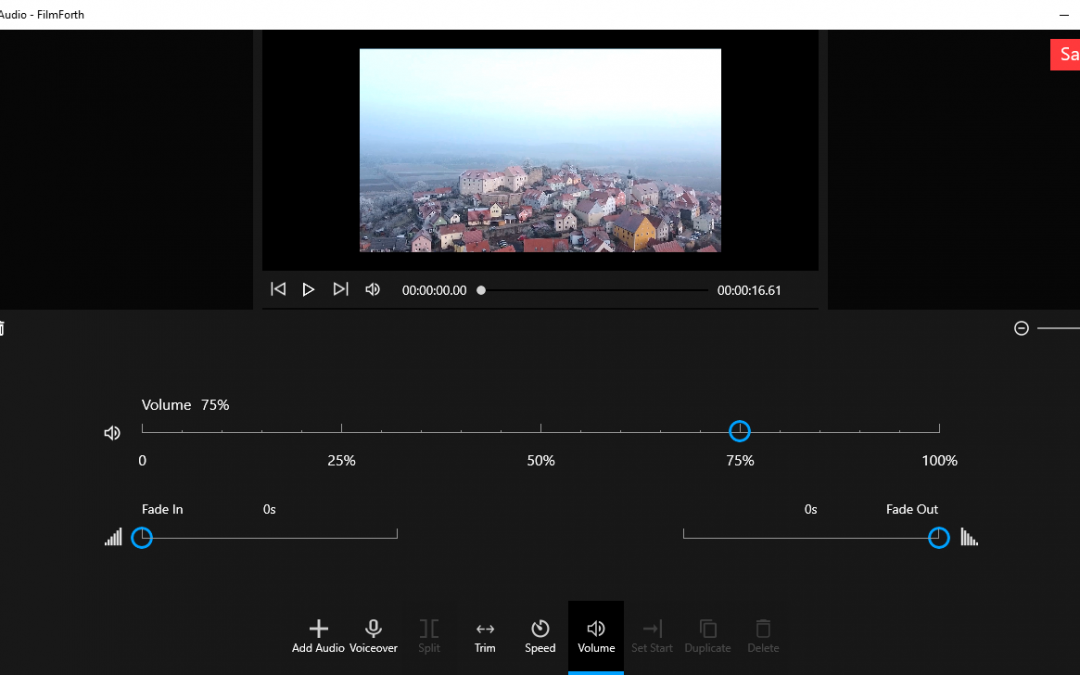 Audio - FilmForth
Sa
00:00:00.00 00:00:16.61
Volume 75%
0 25% 50% 75% 100%
Fade In 0s 0s Fade Out
Add Audio Voiceover Split Trim Speed Volume Set Start Duplicate Delete